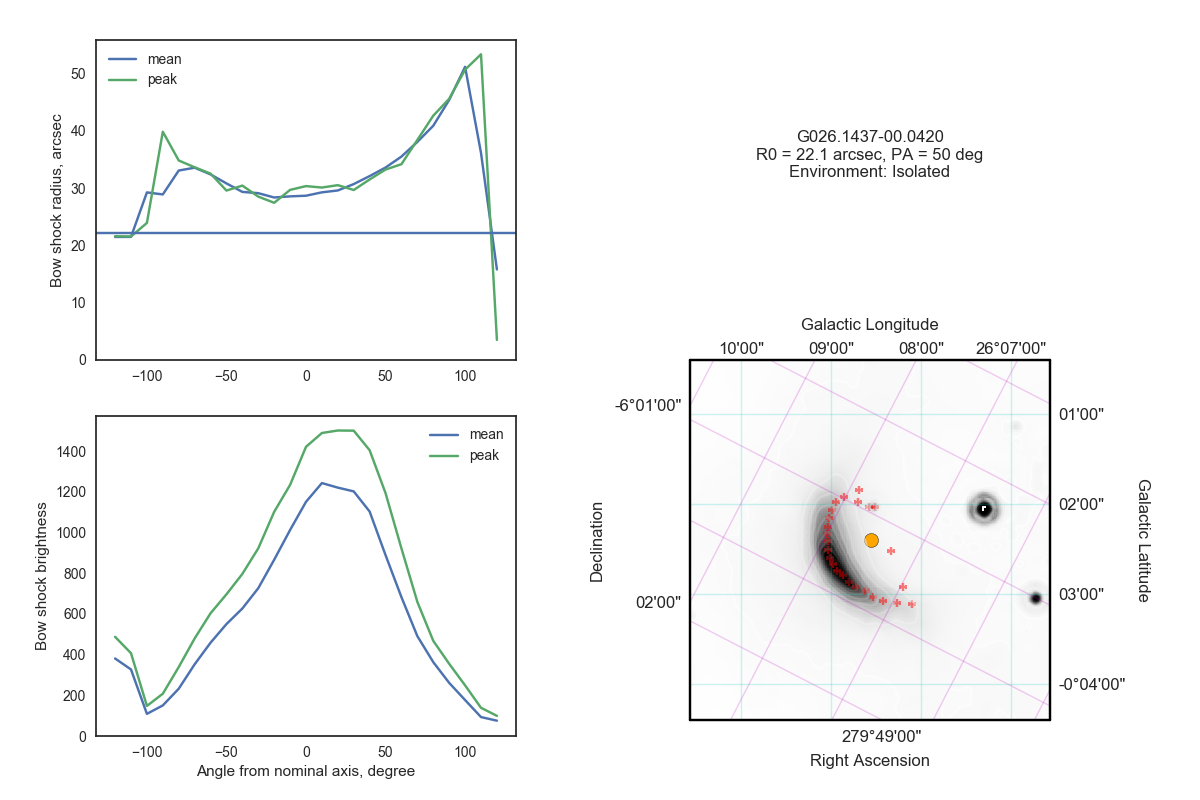 mean
peak
50
40
30
20
10
0
Bow shock radius, arcsec
−100
−50
0
50
100
G026.1437-00.0420
R0 = 22.1 arcsec, PA = 50 deg
Environment: Isolated
mean
peak
1400
1200
1000
800
600
400
200
0
Bow shock brightness
−100
−50
0
50
100
Angle from nominal axis, degree
Galactic Longitude
10'00"
09'00"
08'00"
26°07'00"
-6°01'00"
02'00"
Declination
01'00"
02'00"
03'00"
-0°04'00"
Galactic Latitude
279°49'00"
Right Ascension